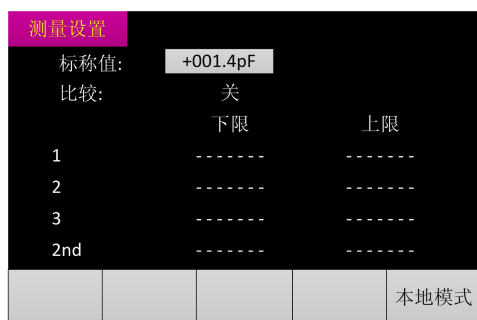 测量设置
标称值: +001.4pF
比较: 关
下限 上限
1 ------- -------
2 ------- -------
3 ------- -------
2nd ------- -------
本地模式